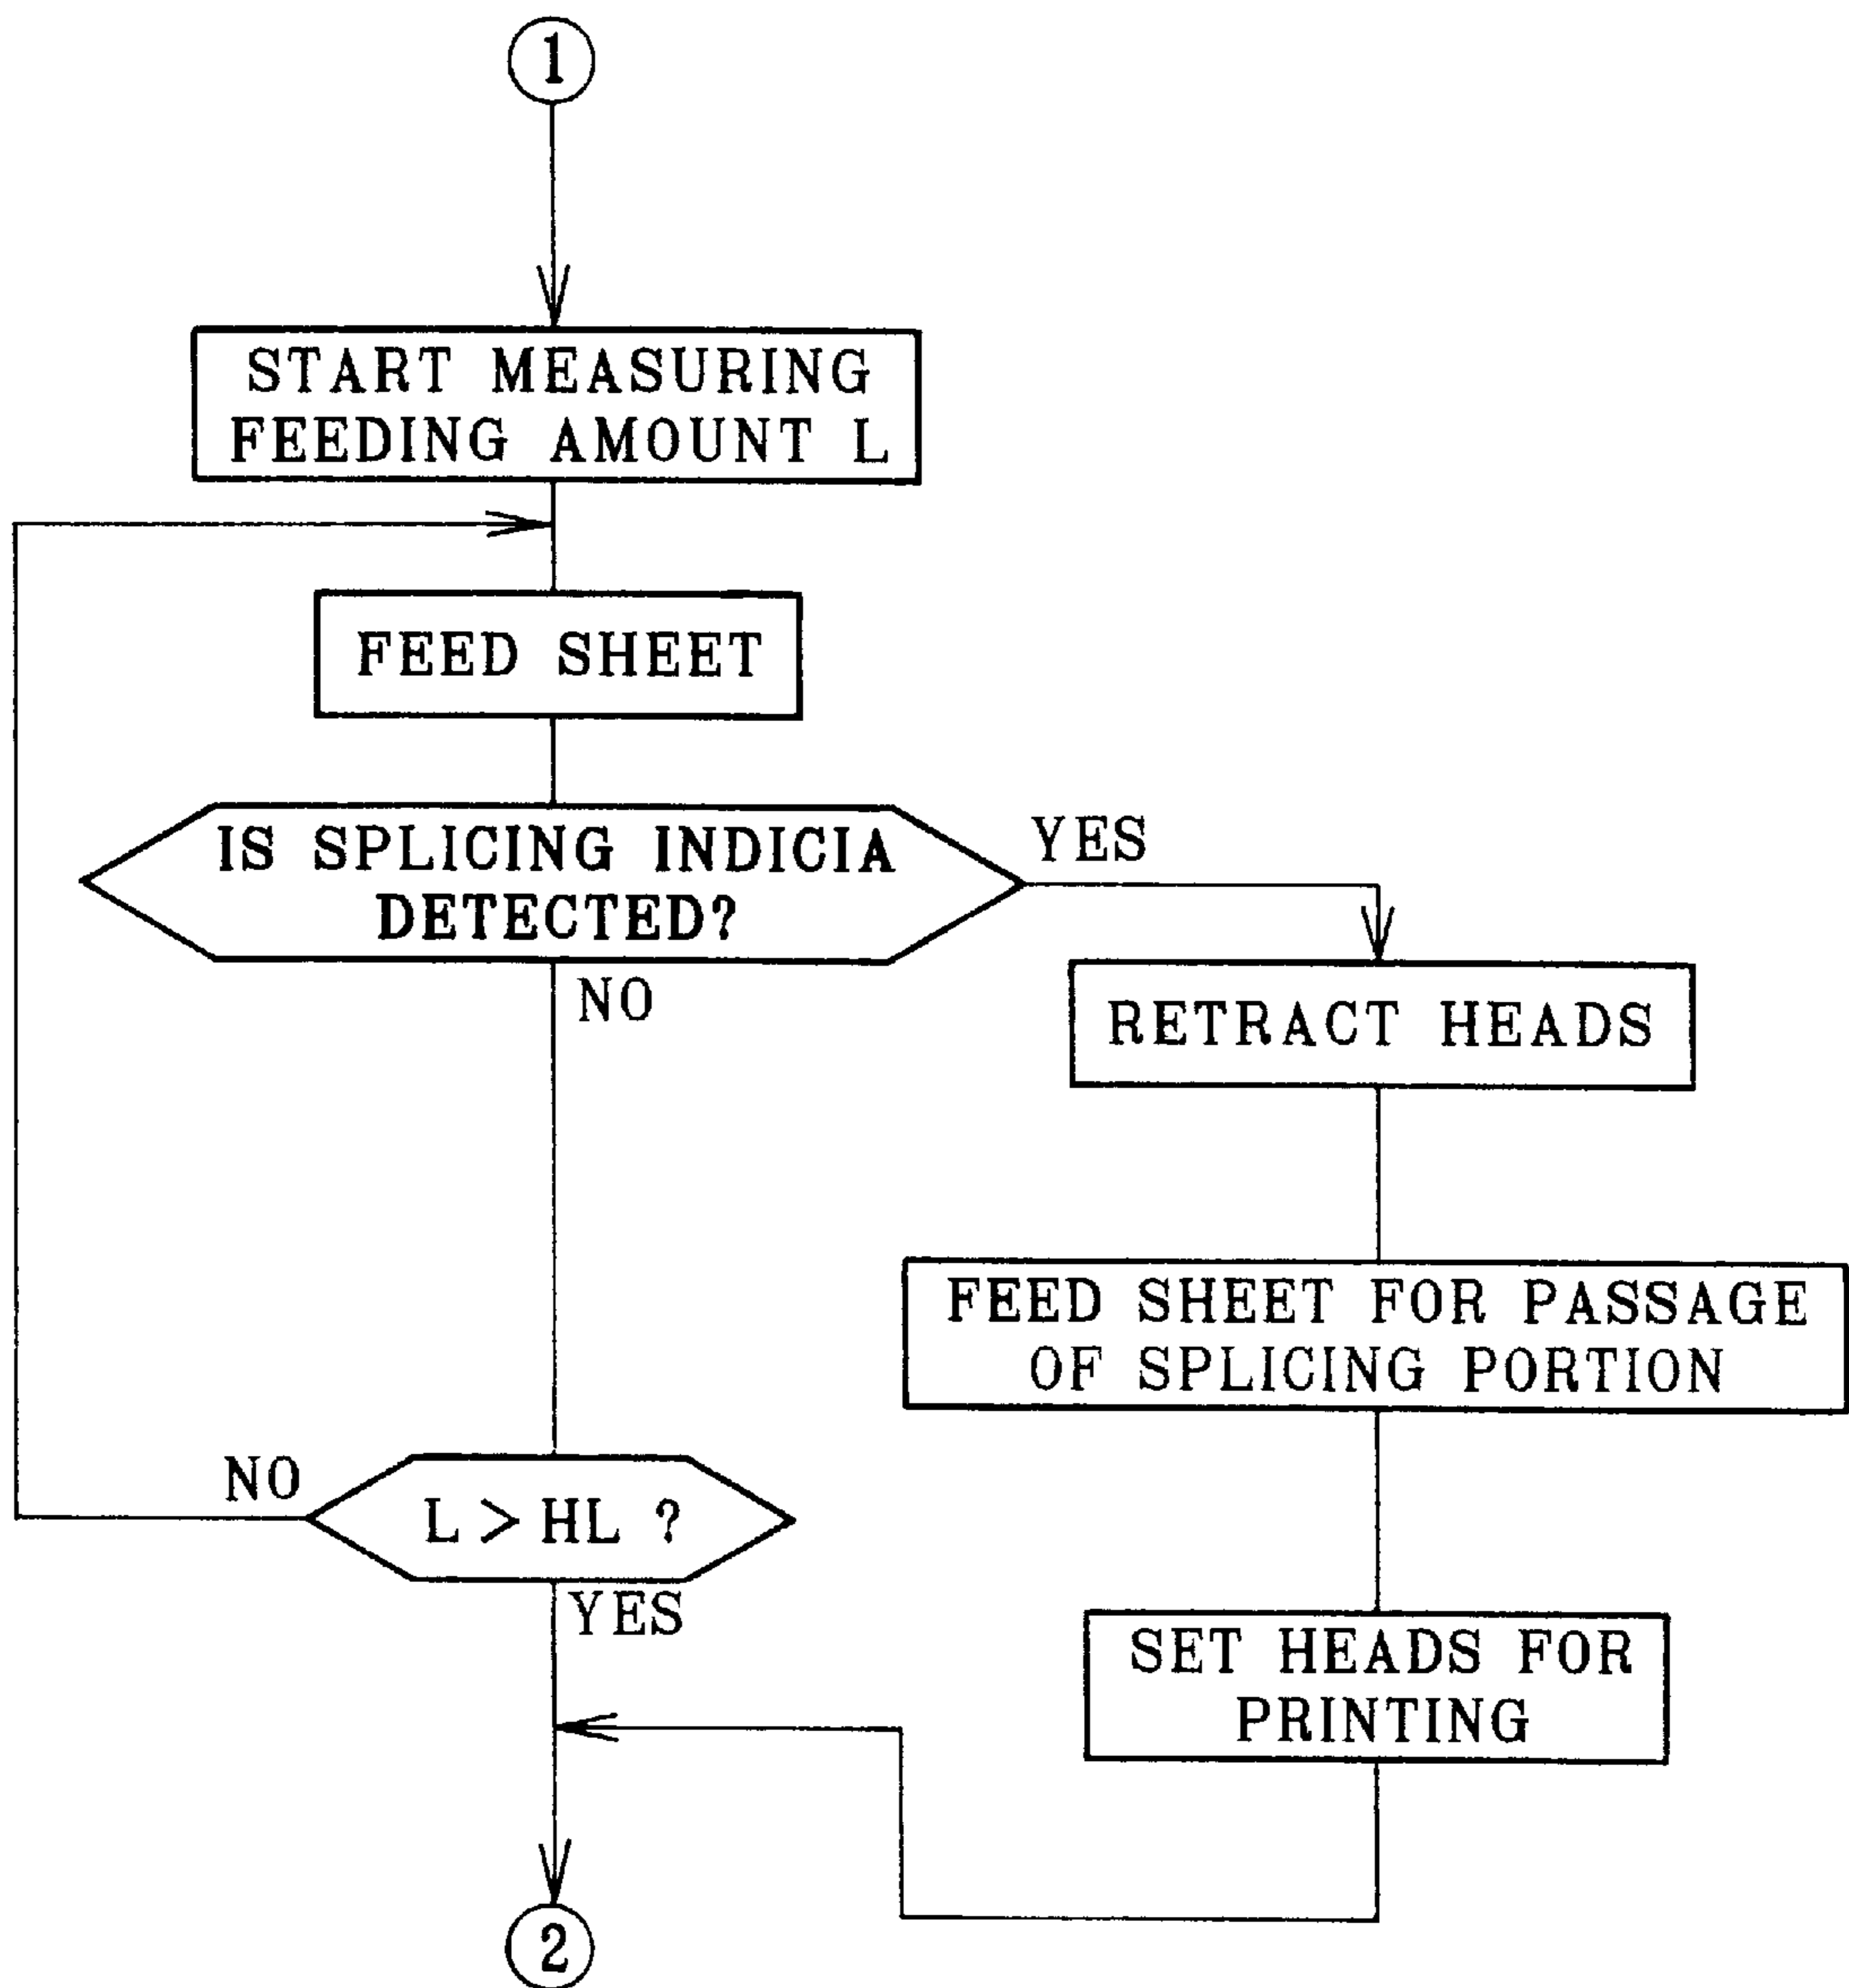 1
START MEASURING
FEEDING AMOUNT L
FEED SHEET
IS SPLICING INDICIA
DETECTED?
YES
NO
RETRACT HEADS
FEED SHEET FOR PASSAGE
OF SPLICING PORTION
NO
L > HL ?
YES
SET HEADS FOR
PRINTING
2